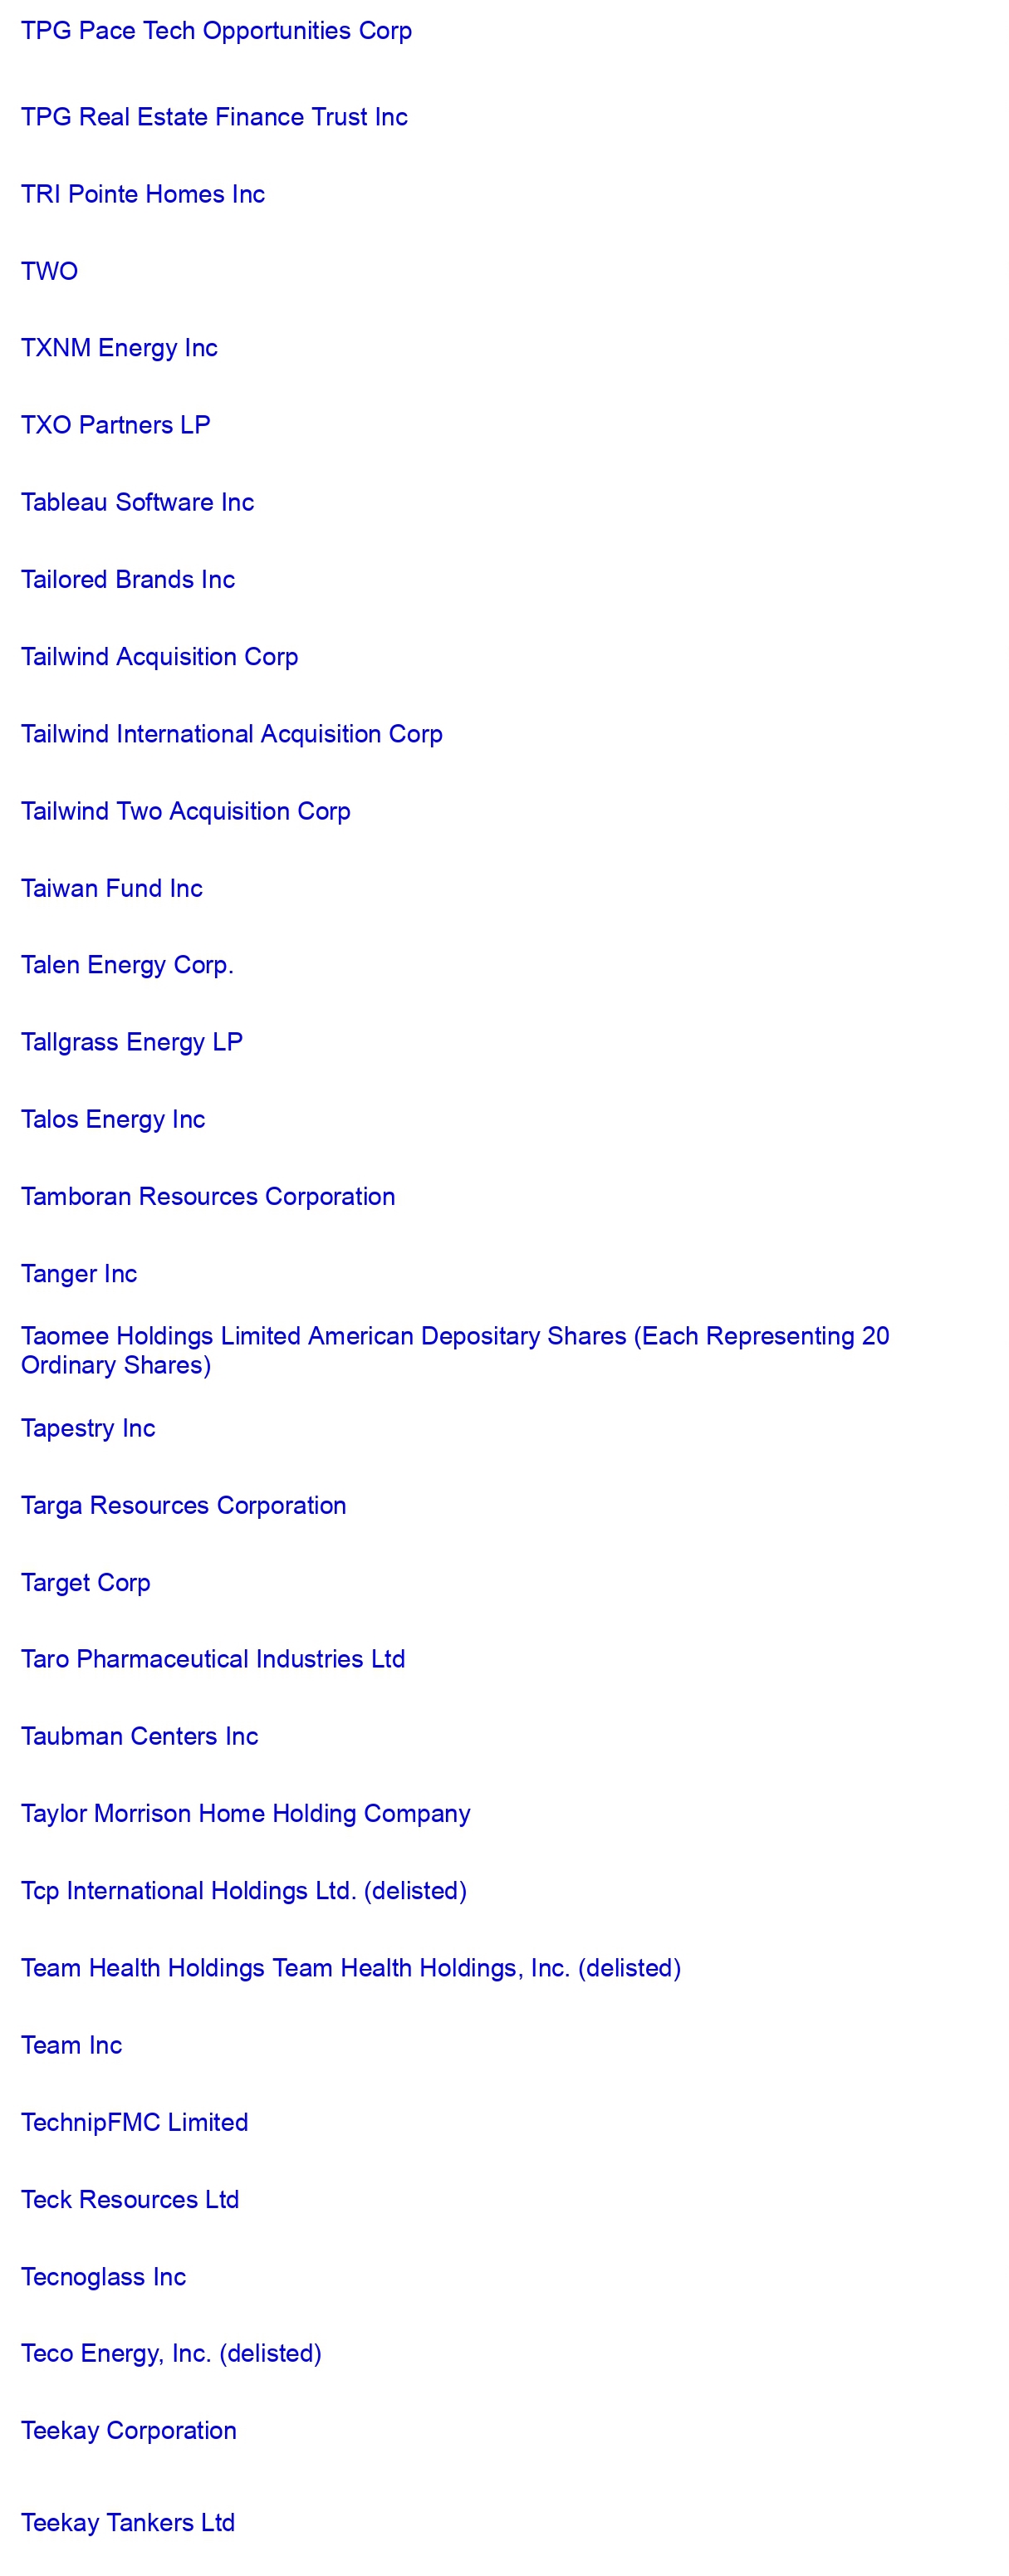 TPG Pace Tech Opportunities Corp
TPG Real Estate Finance Trust Inc
TRI Pointe Homes Inc
TWO
TXNM Energy Inc
TXO Partners LP
Tableau Software Inc
Tailored Brands Inc
Tailwind Acquisition Corp
Tailwind International Acquisition Corp
Tailwind Two Acquisition Corp
Taiwan Fund Inc
Talen Energy Corp.
Tallgrass Energy LP
Talos Energy Inc
Tamboran Resources Corporation
Tanger Inc
Taomee Holdings Limited American Depositary Shares (Each Representing 20
Ordinary Shares)
Tapestry Inc
Targa Resources Corporation
Target Corp
Taro Pharmaceutical Industries Ltd
Taubman Centers Inc
Taylor Morrison Home Holding Company
Tcp International Holdings Ltd. (delisted)
Team Health Holdings Team Health Holdings, Inc. (delisted)
Team Inc
TechnipFMC Limited
Teck Resources Ltd
Tecnoglass Inc
Teco Energy, Inc. (delisted)
Teekay Corporation
Teekay Tankers Ltd